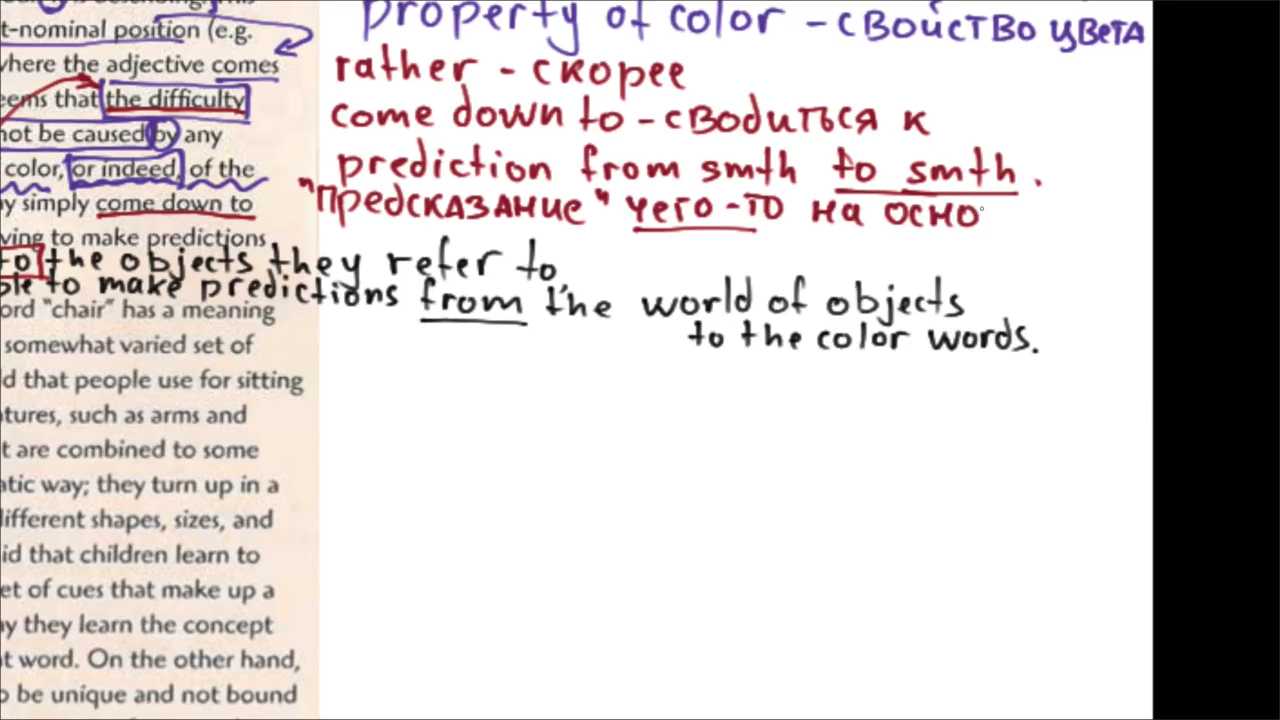 property of color – свойство цвета
t-nominal position (e.g.
where the adjective comes
rather – скорее
eems that the difficulty
come down to – сводиться к
not be caused by any
prediction from smth to smth.
color, or indeed, of the
"предсказание" чего-то на осно
y simply come down to
ving to make predictions
to the objects they refer to
ble to make predictions from the world of objects
to the color words.
ord "chair" has a meaning
somewhat varied set of
d that people use for sitting
tures, such as arms and
t are combined to some
atic way; they turn up in a
different shapes, sizes, and
id that children learn to
et of cues that make up a
ay they learn the concept
t word. On the other hand,
o be unique and not bound